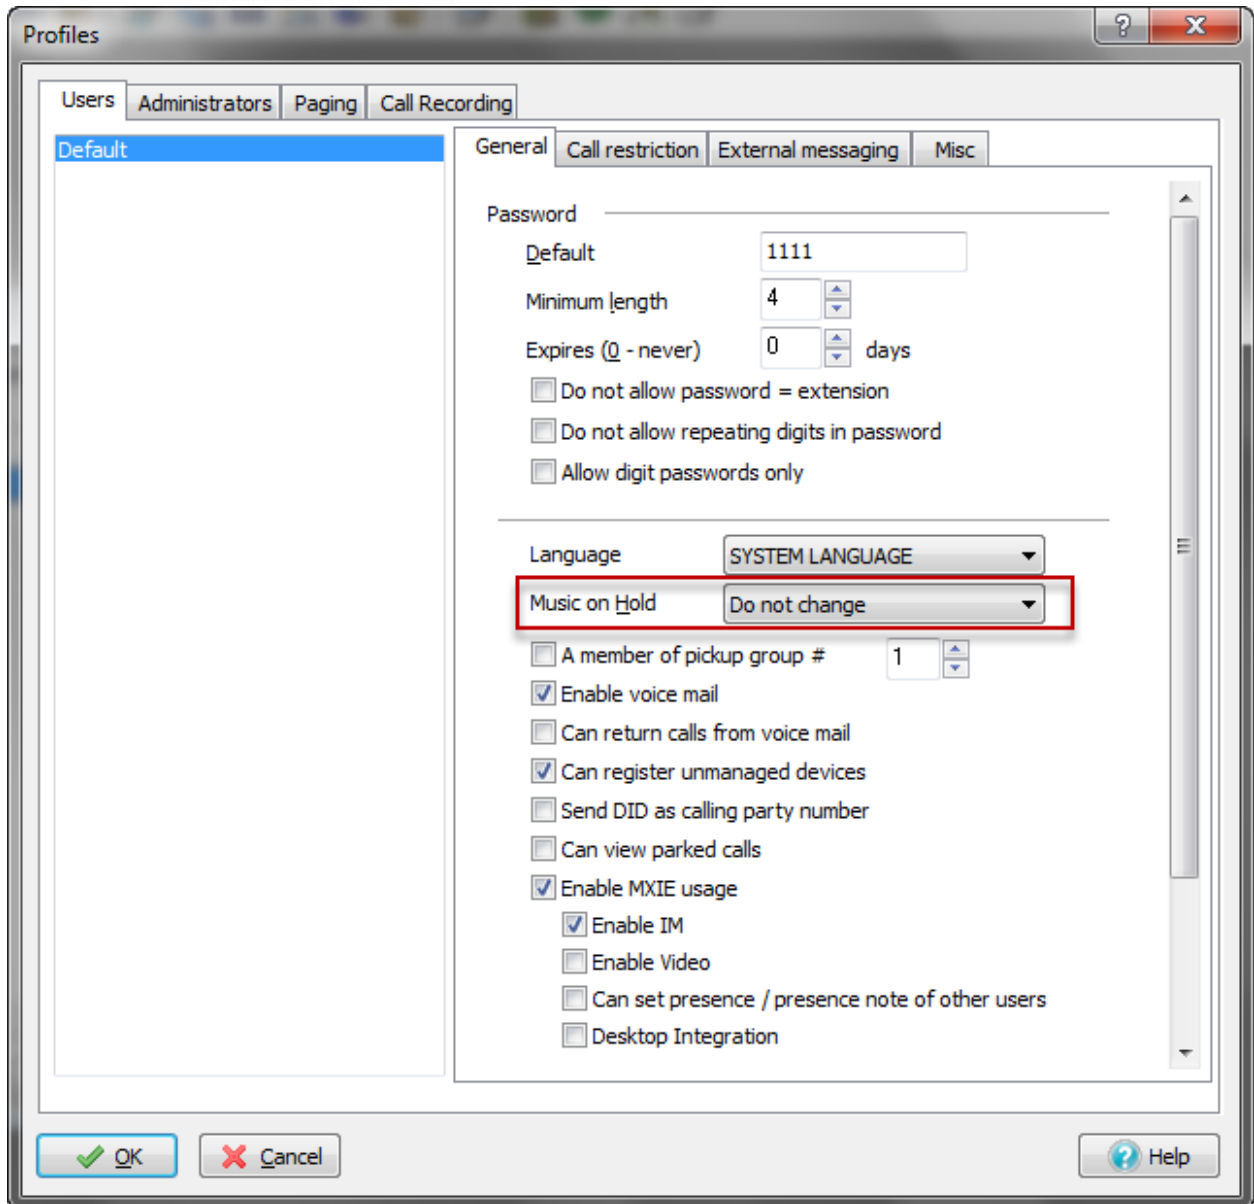 Profiles
Users Administrators Paging Call Recording
Default
General Call restriction External messaging Misc
Password
Default 1111
Minimum length 4
Expires (0 - never) 0 days
Do not allow password = extension
Do not allow repeating digits in password
Allow digit passwords only
Language SYSTEM LANGUAGE
Music on Hold Do not change
A member of pickup group # 1
Enable voice mail
Can return calls from voice mail
Can register unmanaged devices
Send DID as calling party number
Can view parked calls
Enable MXIE usage
Enable IM
Enable Video
Can set presence / presence note of other users
Desktop Integration
OK Cancel Help